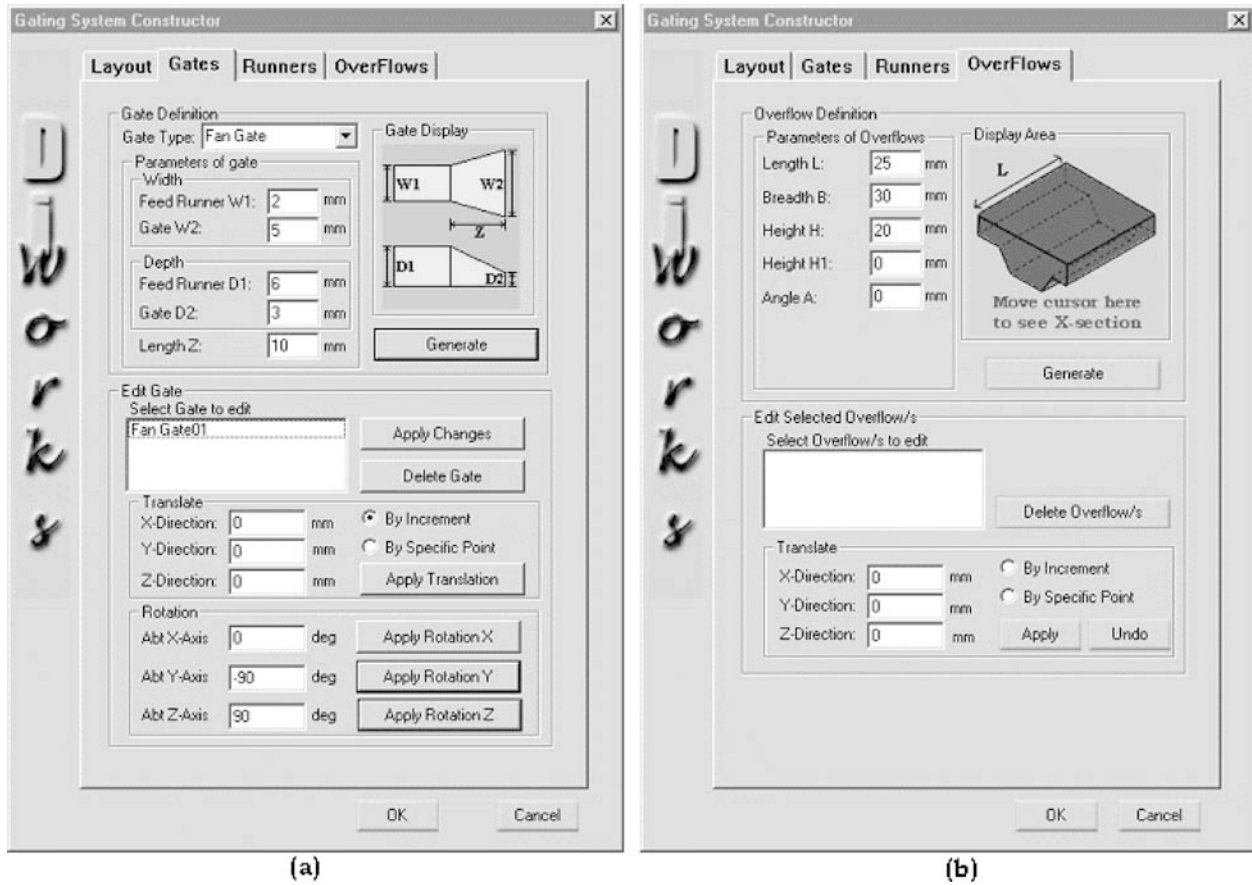 Gating System Constructor
Layout Gates Runners OverFlows
DiWorks
Gate Definition
Gate Type: Fan Gate
Parameters of gate
Width
Feed Runner W1: 2 mm
Gate W2: 5 mm
Depth
Feed Runner D1: 6 mm
Gate D2: 3 mm
Length Z: 10 mm
Gate Display
W1 W2
Z
D1 D2
Generate
Edit Gate
Select Gate to edit
Fan Gate01
Apply Changes
Delete Gate
Translate
X-Direction: 0 mm
Y-Direction: 0 mm
Z-Direction: 0 mm
By Increment
By Specific Point
Apply Translation
Rotation
Abt X-Axis 0 deg Apply Rotation X
Abt Y-Axis -90 deg Apply Rotation Y
Abt Z-Axis 90 deg Apply Rotation Z
OK Cancel
(a)
Gating System Constructor
Layout Gates Runners OverFlows
DiWorks
Overflow Definition
Parameters of Overflows
Length L: 25 mm
Breadth B: 30 mm
Height H: 20 mm
Height H1: 0 mm
Angle A: 0 mm
Display Area
L
Move cursor here
to see X-section
Generate
Edit Selected Overflow/s
Select Overflow/s to edit
Delete Overflow/s
Translate
X-Direction: 0 mm
Y-Direction: 0 mm
Z-Direction: 0 mm
By Increment
By Specific Point
Apply Undo
OK Cancel
(b)